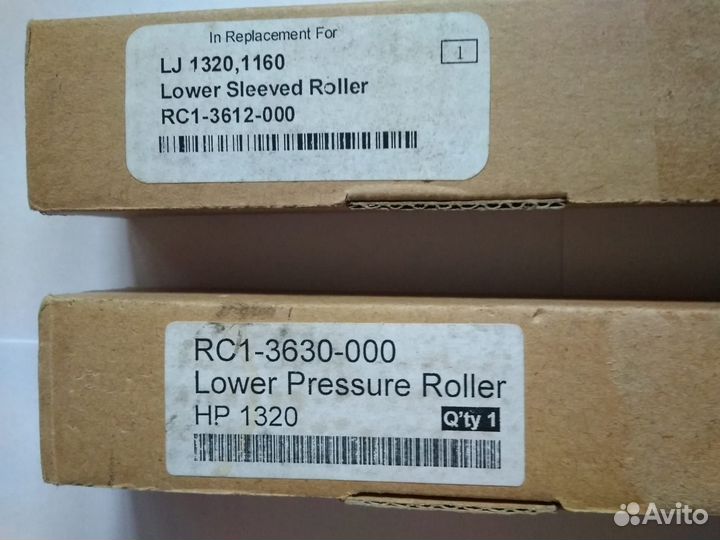 In Replacement For
1
LJ 1320,1160
Lower Sleeved Roller
RC1-3612-000
RC1-3630-000
Lower Pressure Roller
HP 1320
Q'ty 1
Avito